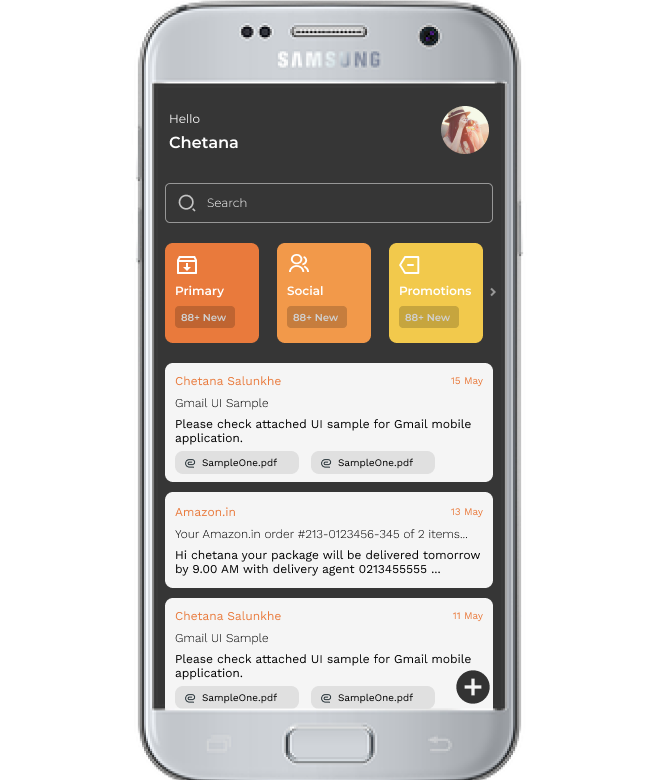 SAMSUNG
Hello
Chetana
Search
Primary
88+ New
Social
88+ New
Promotions
88+ New
Chetana Salunkhe
15 May
Gmail UI Sample
Please check attached UI sample for Gmail mobile
application.
SampleOne.pdf
SampleOne.pdf
Amazon.in
13 May
Your Amazon.in order #213-0123456-345 of 2 items...
Hi chetana your package will be delivered tomorrow
by 9.00 AM with delivery agent 0213455555 ...
Chetana Salunkhe
11 May
Gmail UI Sample
Please check attached UI sample for Gmail mobile
application.
SampleOne.pdf
SampleOne.pdf